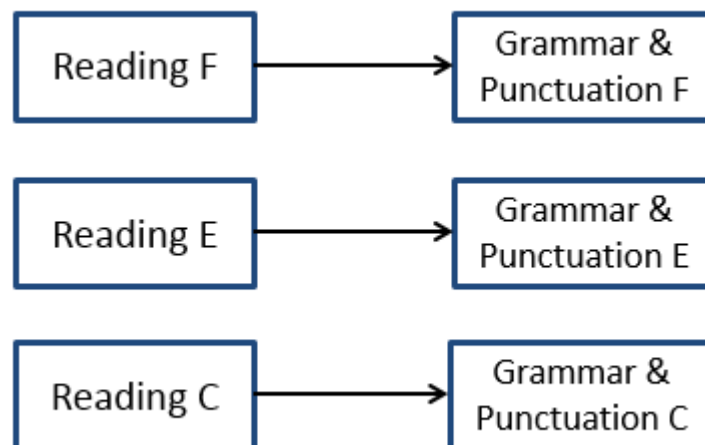 Reading F
Grammar &
Punctuation F
Reading E
Grammar &
Punctuation E
Reading C
Grammar &
Punctuation C